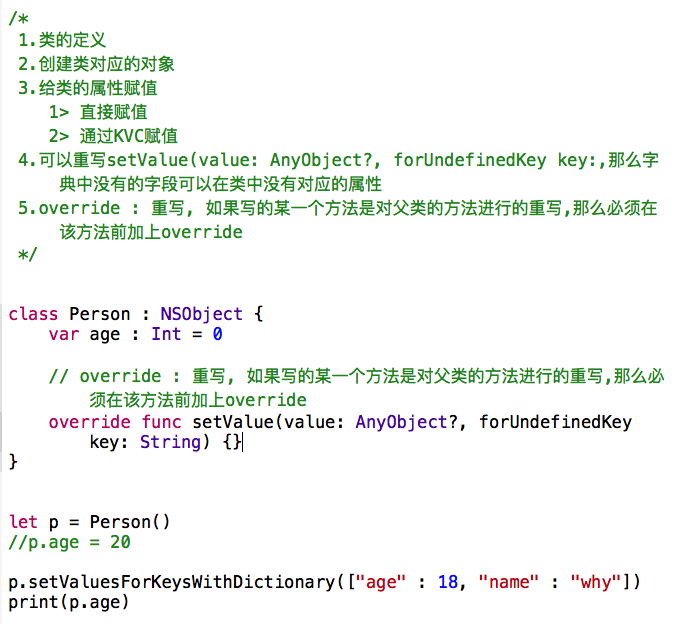 /*
1.类的定义
2.创建类对应的对象
3.给类的属性赋值
1> 直接赋值
2> 通过KVC赋值
4.可以重写setValue(value: AnyObject?, forUndefinedKey key:,那么字
典中没有的字段可以在类中没有对应的属性
5.override : 重写, 如果写的某一个方法是对父类的方法进行的重写,那么必须在
该方法前加上override
*/
class Person : NSObject {
var age : Int = 0
// override : 重写, 如果写的某一个方法是对父类的方法进行的重写,那么必
须在该方法前加上override
override func setValue(value: AnyObject?, forUndefinedKey
key: String) {}
}
let p = Person()
//p.age = 20
p.setValuesForKeysWithDictionary(["age" : 18, "name" : "why"])
print(p.age)